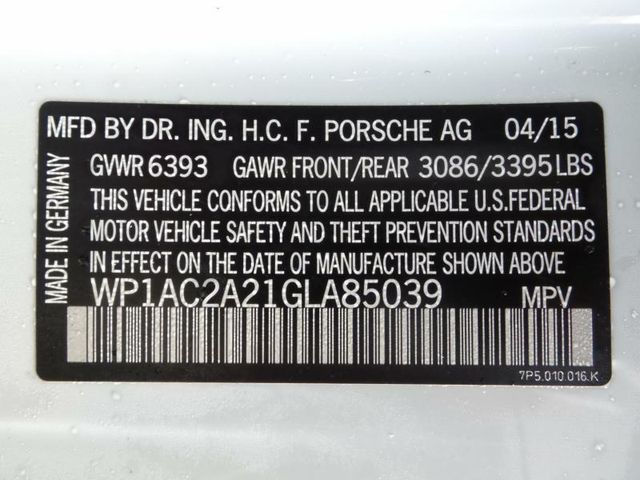 MFD BY DR. ING. H.C. F. PORSCHE AG 04/15
GVWR 6393 GAWR FRONT/REAR 3086/3395 LBS
THIS VEHICLE CONFORMS TO ALL APPLICABLE U.S.FEDERAL
MOTOR VEHICLE SAFETY AND THEFT PREVENTION STANDARDS
IN EFFECT ON THE DATE OF MANUFACTURE SHOWN ABOVE
WP1AC2A21GLA85039 MPV
MADE IN GERMANY
7P5.010.016.K